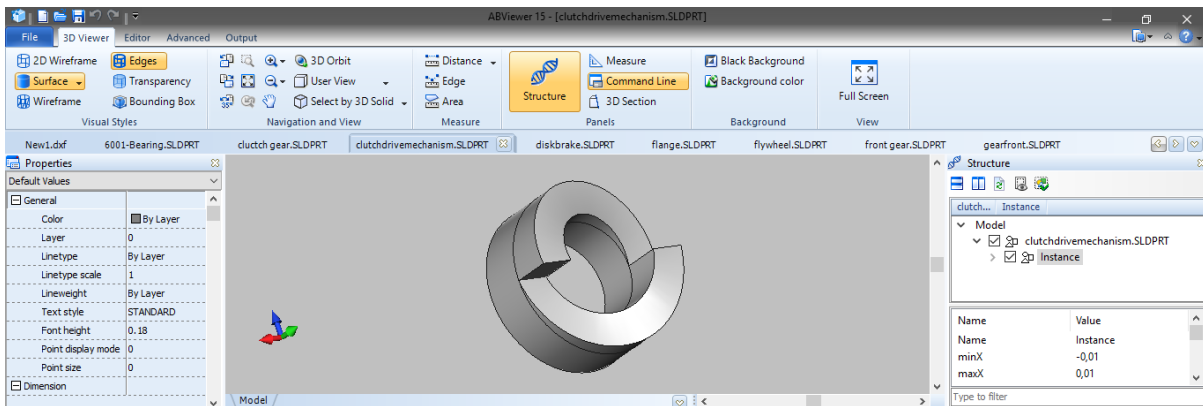 ABViewer 15 - [clutchdrivemechanism.SLDPRT]
File 3D Viewer Editor Advanced Output
2D Wireframe Edges
Surface Transparency
Wireframe Bounding Box
Visual Styles
3D Orbit
User View
Select by 3D Solid
Navigation and View
Distance
Edge
Area
Measure
Structure
Measure
Command Line
3D Section
Panels
Black Background
Background color
Background
Full Screen
View
New1.dxf 6001-Bearing.SLDPRT cluctch gear.SLDPRT clutchdrivemechanism.SLDPRT diskbrake.SLDPRT flange.SLDPRT flywheel.SLDPRT front gear.SLDPRT gearfront.SLDPRT
Properties
Default Values
General
Color By Layer
Layer 0
Linetype By Layer
Linetype scale 1
Lineweight By Layer
Text style STANDARD
Font height 0.18
Point display mode 0
Point size 0
Dimension
Model
Structure
clutch... Instance
Model
clutchdrivemechanism.SLDPRT
Instance
Name Value
Name Instance
minX -0,01
maxX 0,01
Type to filter